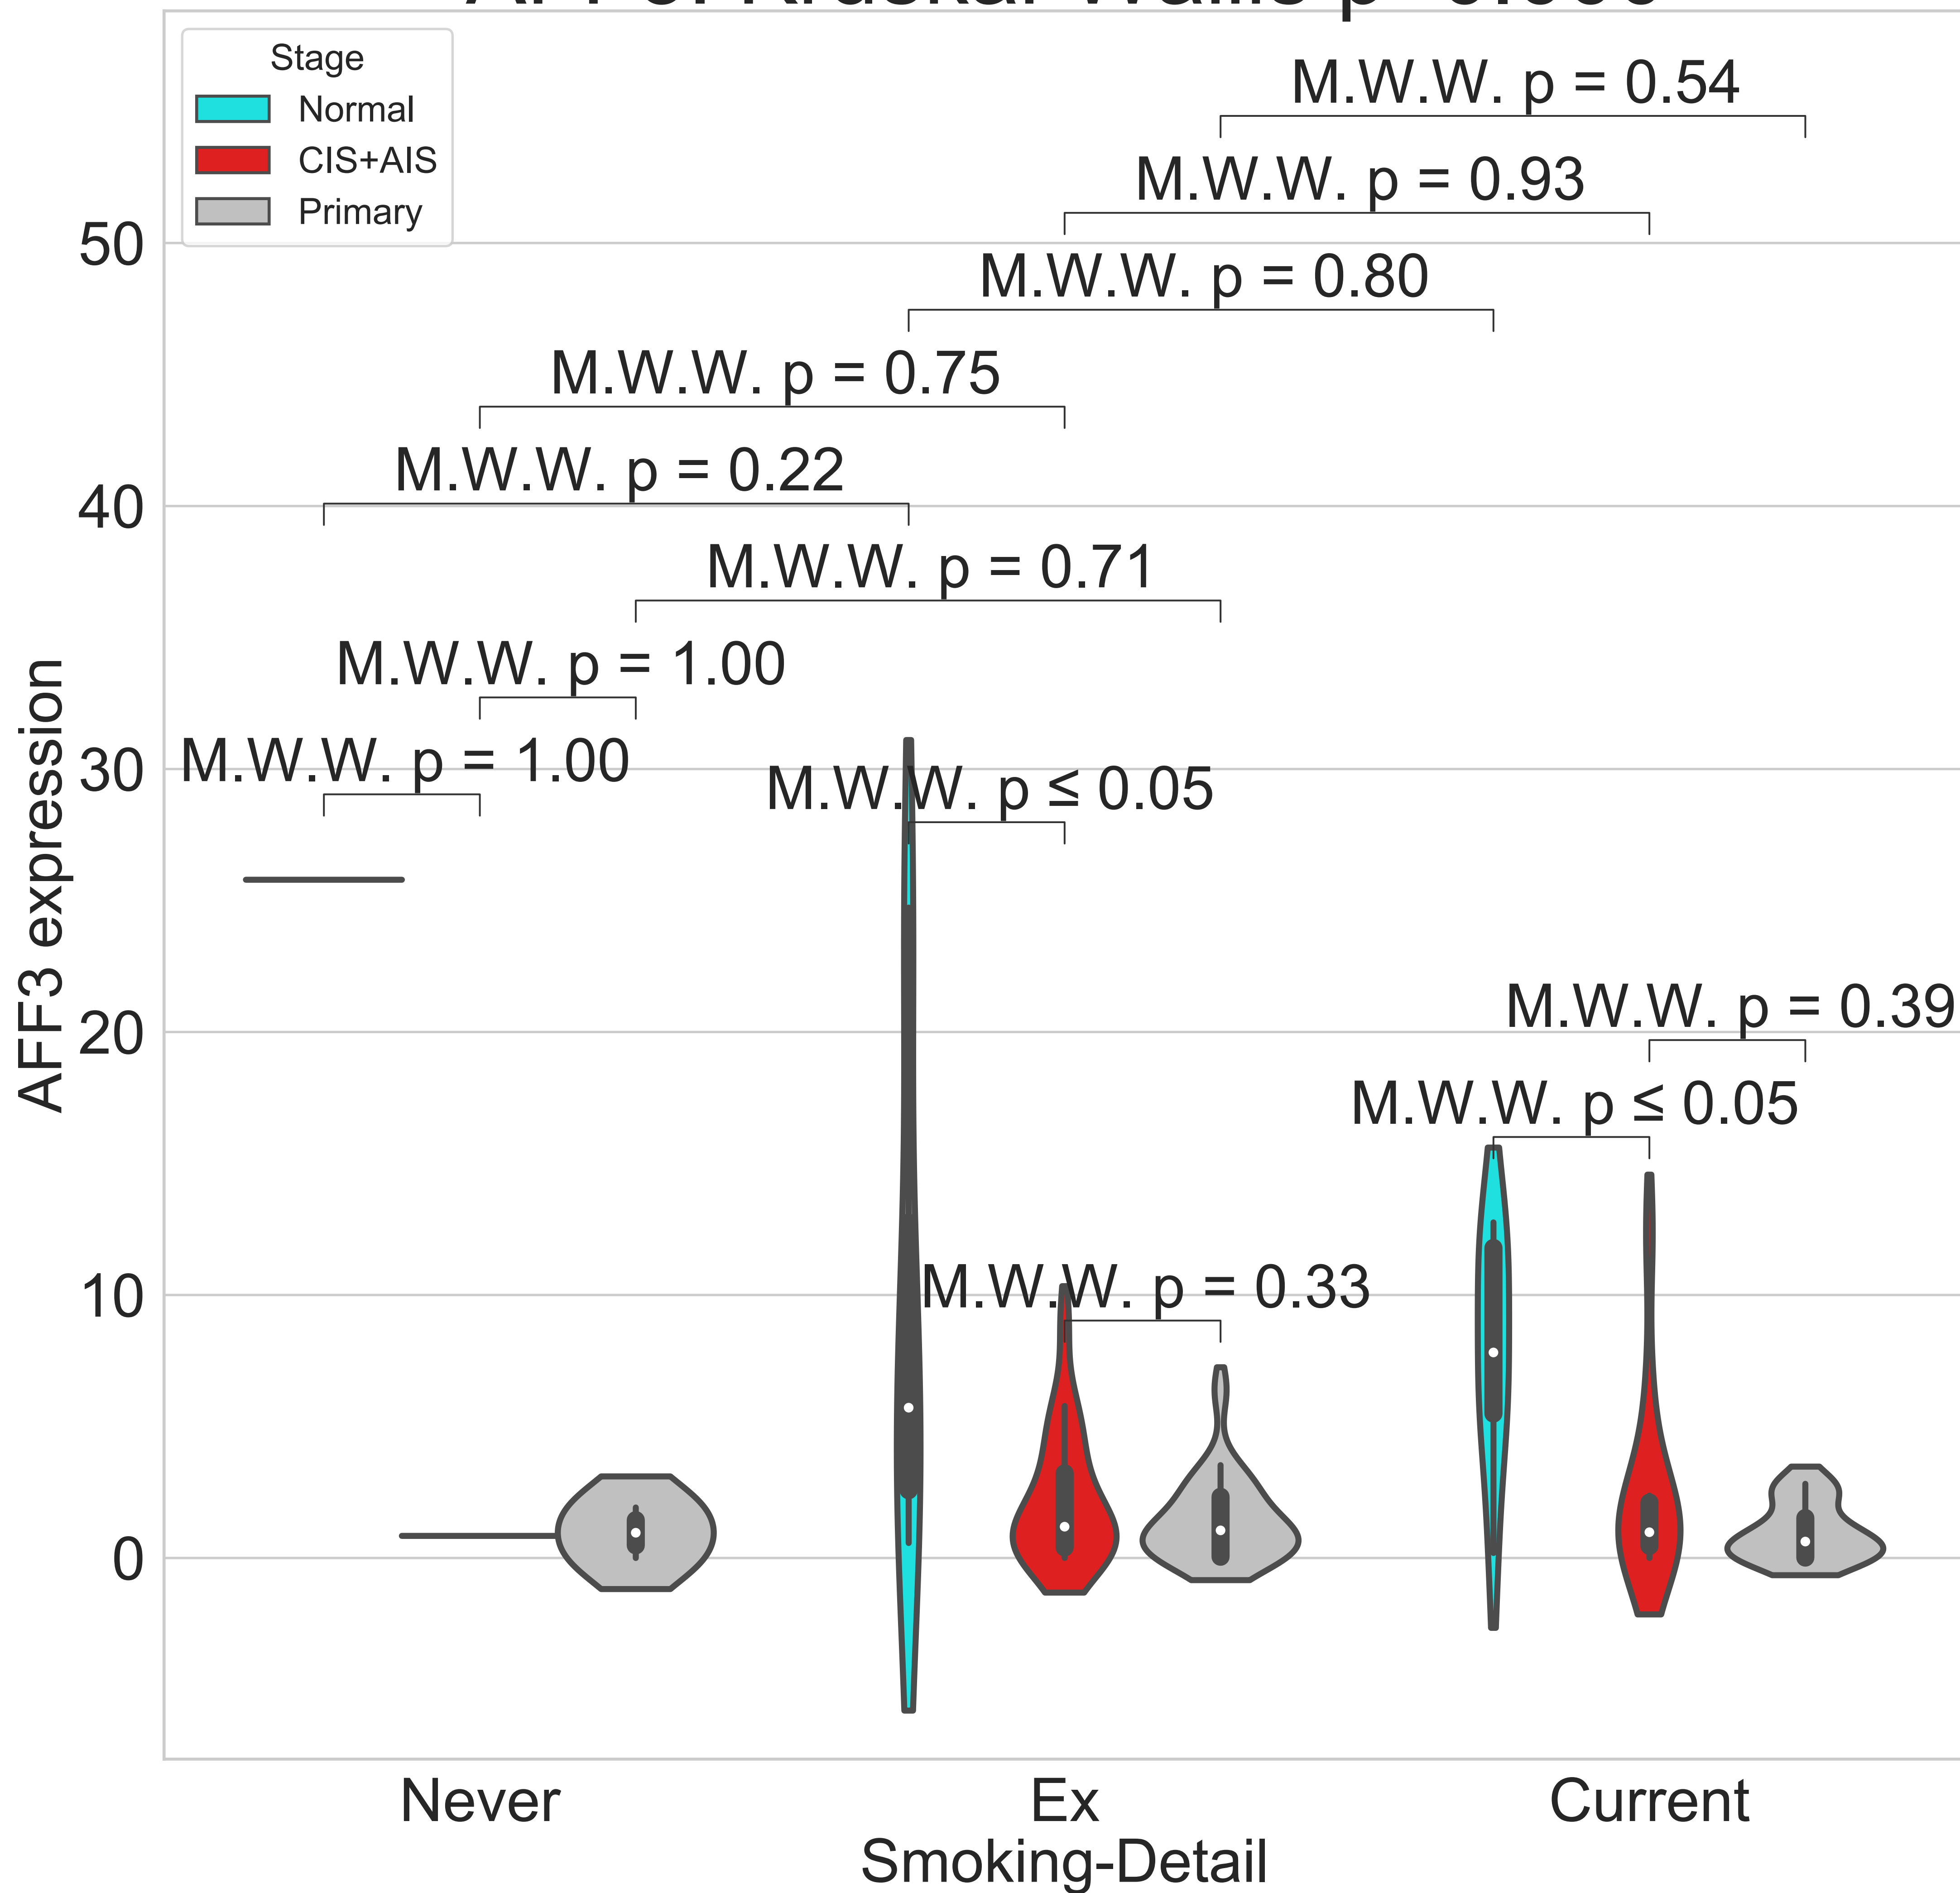 Stage
Normal
CIS+AIS
Primary
M.W.W. p = 0.54
M.W.W. p = 0.93
M.W.W. p = 0.80
M.W.W. p = 0.75
M.W.W. p = 0.22
M.W.W. p = 0.71
M.W.W. p = 1.00
M.W.W. p = 1.00
M.W.W. p ≤ 0.05
M.W.W. p = 0.39
M.W.W. p ≤ 0.05
M.W.W. p = 0.33
50
40
30
20
10
0
AFF3 expression
Never
Ex
Current
Smoking-Detail